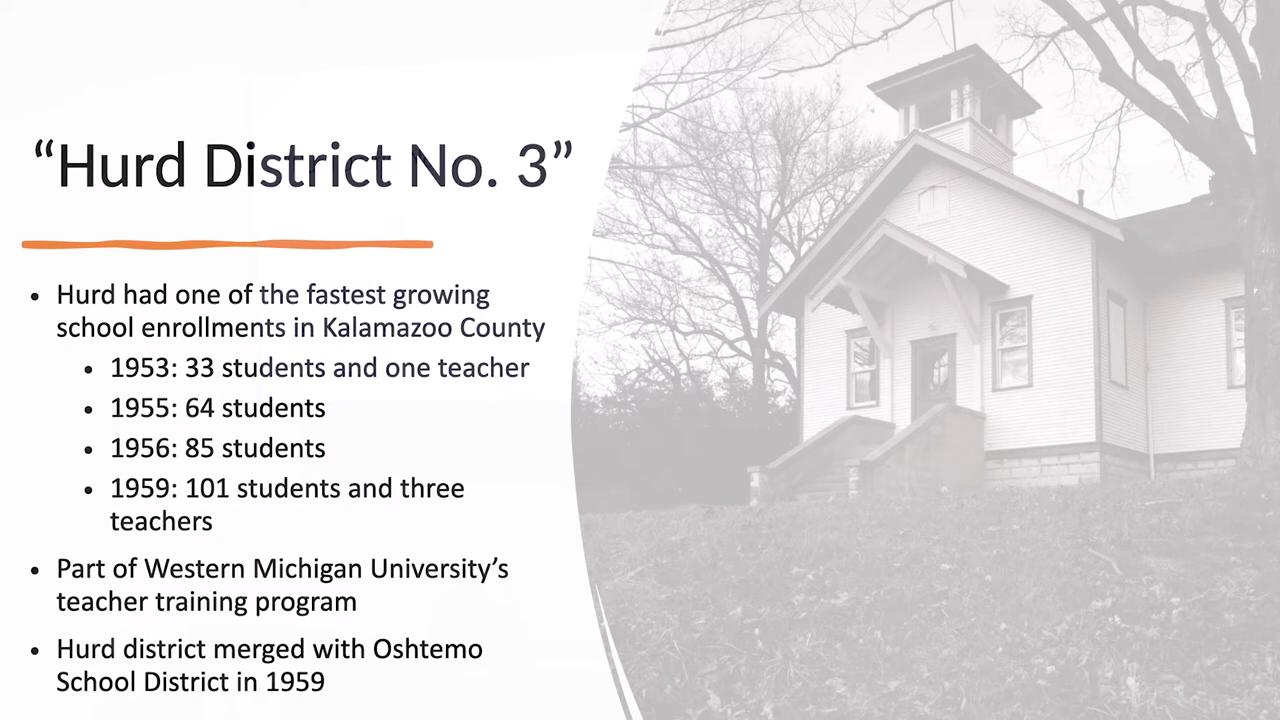 “Hurd District No. 3”
• Hurd had one of the fastest growing
school enrollments in Kalamazoo County
• 1953: 33 students and one teacher
• 1955: 64 students
• 1956: 85 students
• 1959: 101 students and three
teachers
• Part of Western Michigan University’s
teacher training program
• Hurd district merged with Oshtemo
School District in 1959